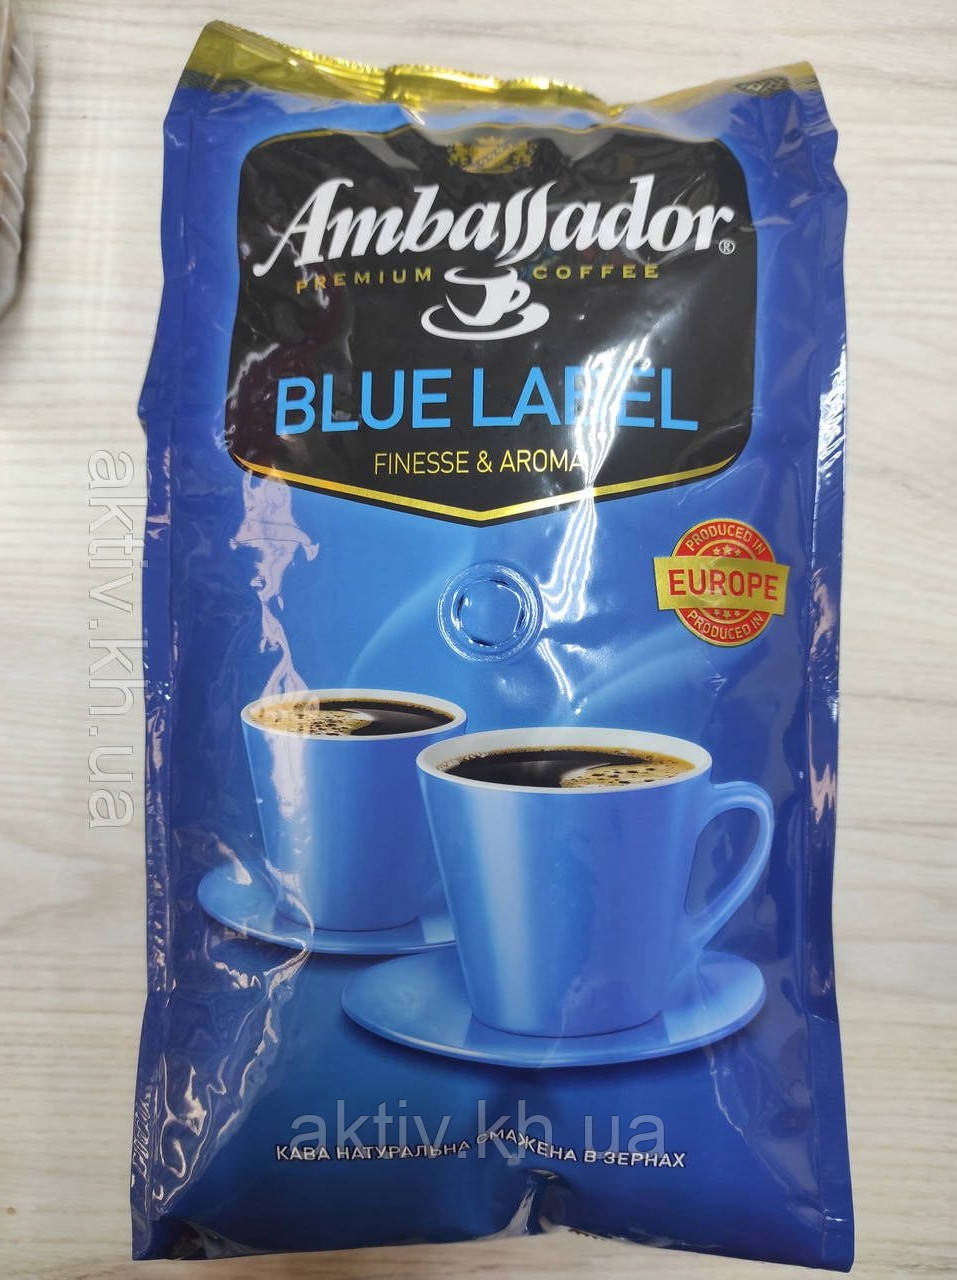 Ambassador®
PREMIUM COFFEE
BLUE LABEL
FINESSE & AROMA
PRODUCED IN
EUROPE
PRODUCED IN
КАВА НАТУРАЛЬНА СМАЖЕНА В ЗЕРНАХ
aktiv.kh.ua
aktiv.kh.ua